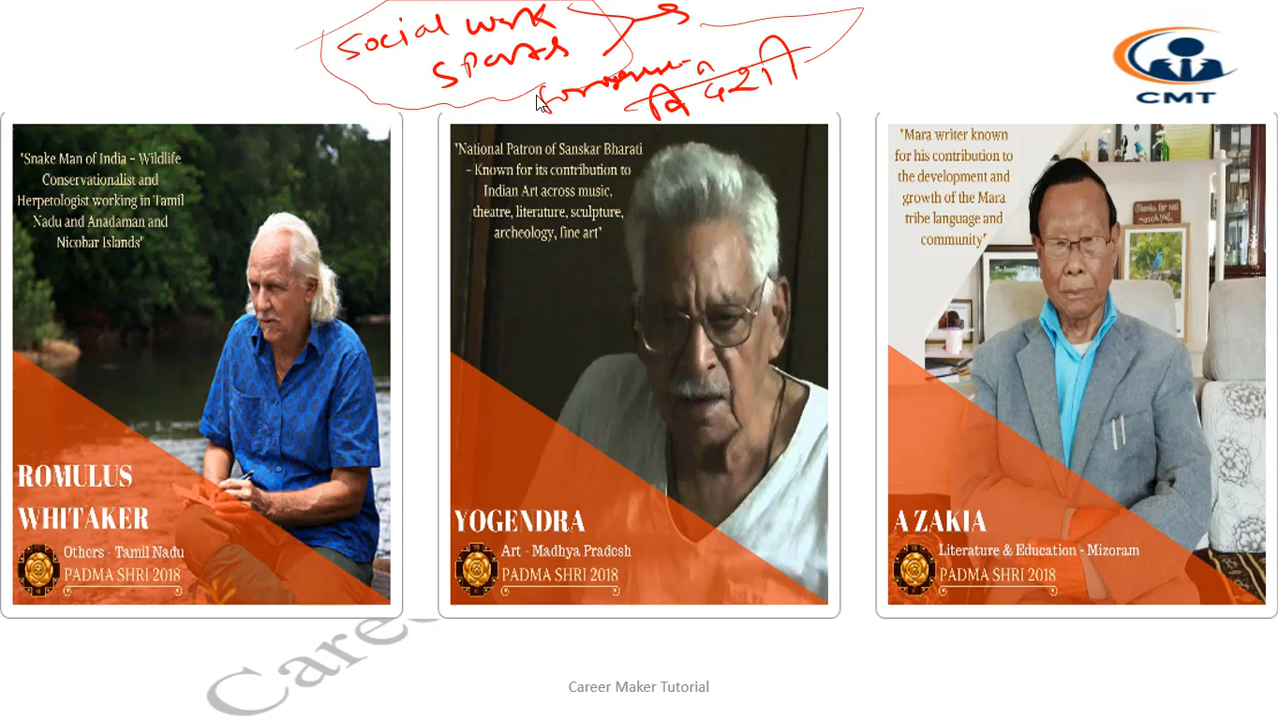 Social work
Sports
विदेशी
CMT
"Snake Man of India - Wildlife
Conservationalist and
Herpetologist working in Tamil
Nadu and Anadaman and
Nicobar Islands"
ROMULUS
WHITAKER
Others - Tamil Nadu
PADMA SHRI 2018
"National Patron of Sanskar Bharati
- Known for its contribution to
Indian Art across music,
theatre, literature, sculpture,
archeology, fine art"
YOGENDRA
Art - Madhya Pradesh
PADMA SHRI 2018
"Mara writer known
for his contribution to
the development and
growth of the Mara
tribe language and
community"
A ZAKIA
Literature & Education - Mizoram
PADMA SHRI 2018
Career
Career Maker Tutorial